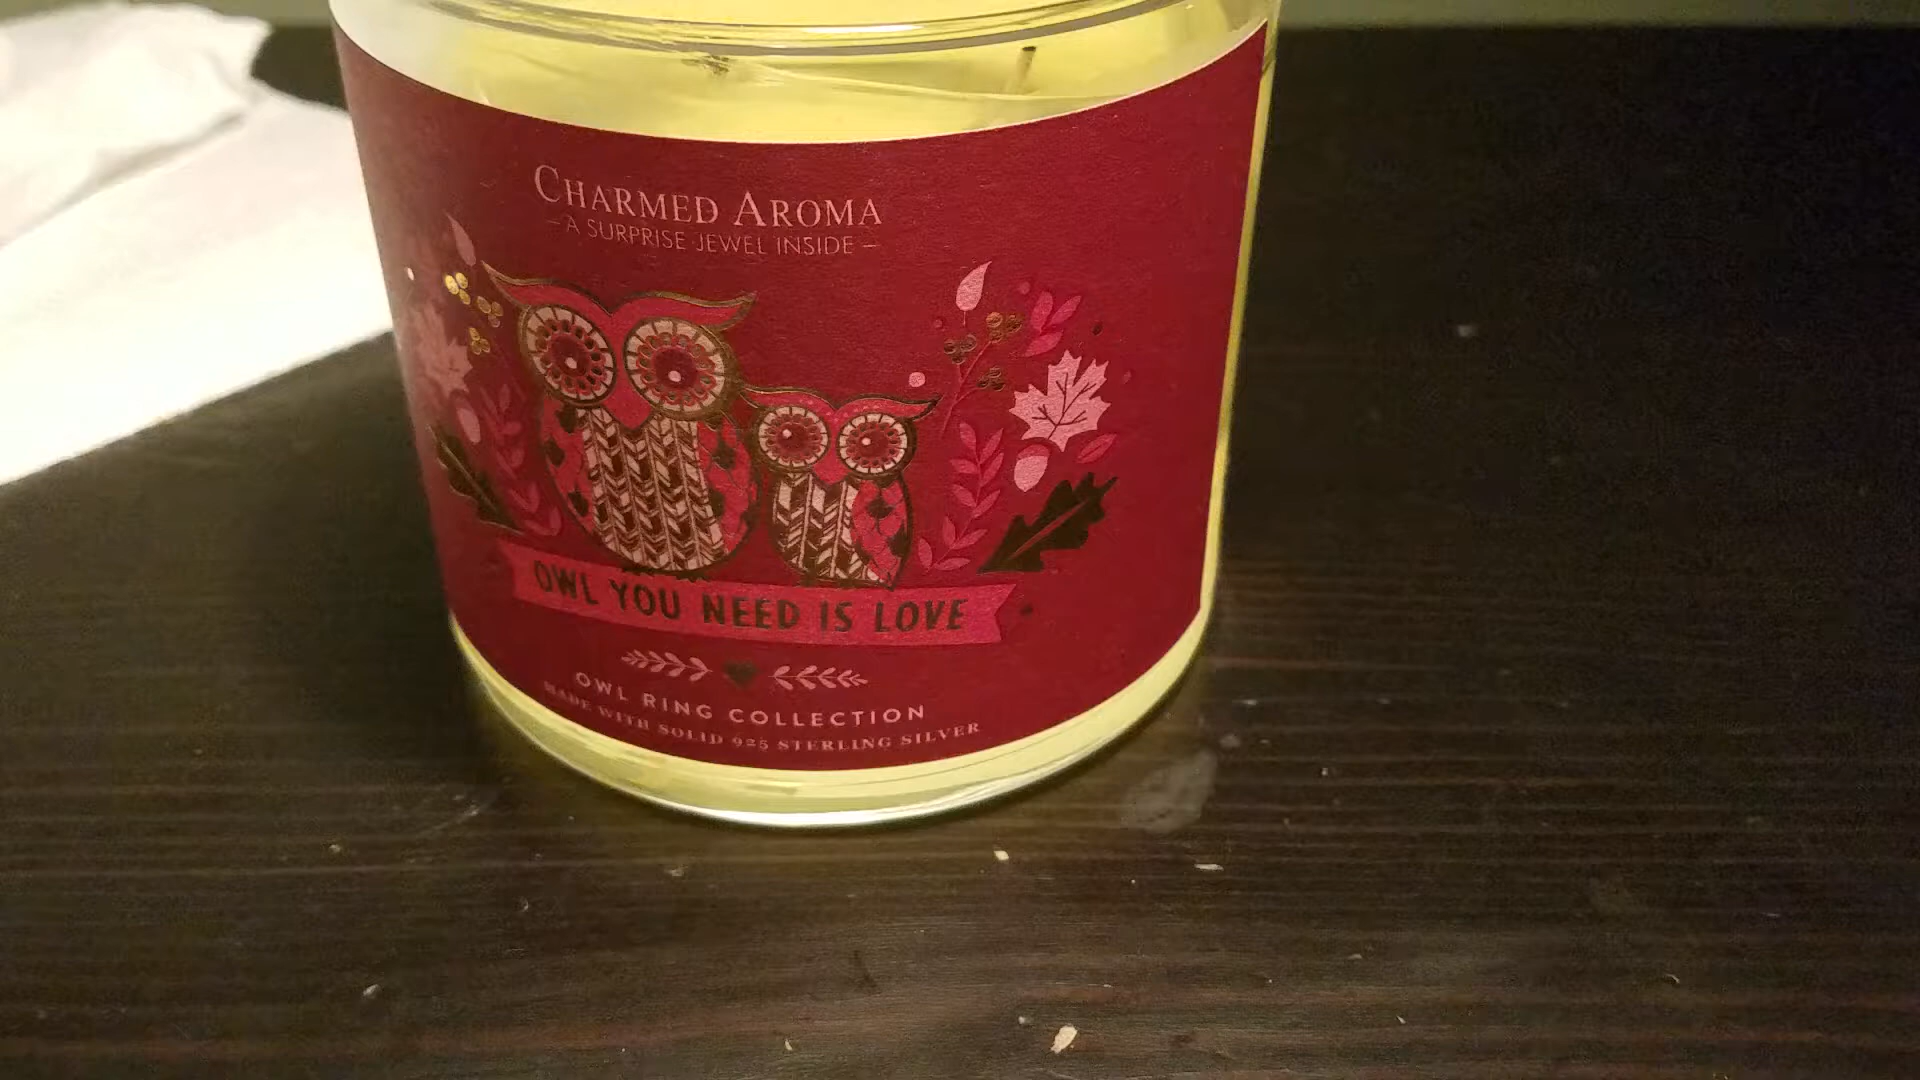 CHARMED AROMA
– A SURPRISE JEWEL INSIDE –
OWL YOU NEED IS LOVE
OWL RING COLLECTION
MADE WITH SOLID 925 STERLING SILVER